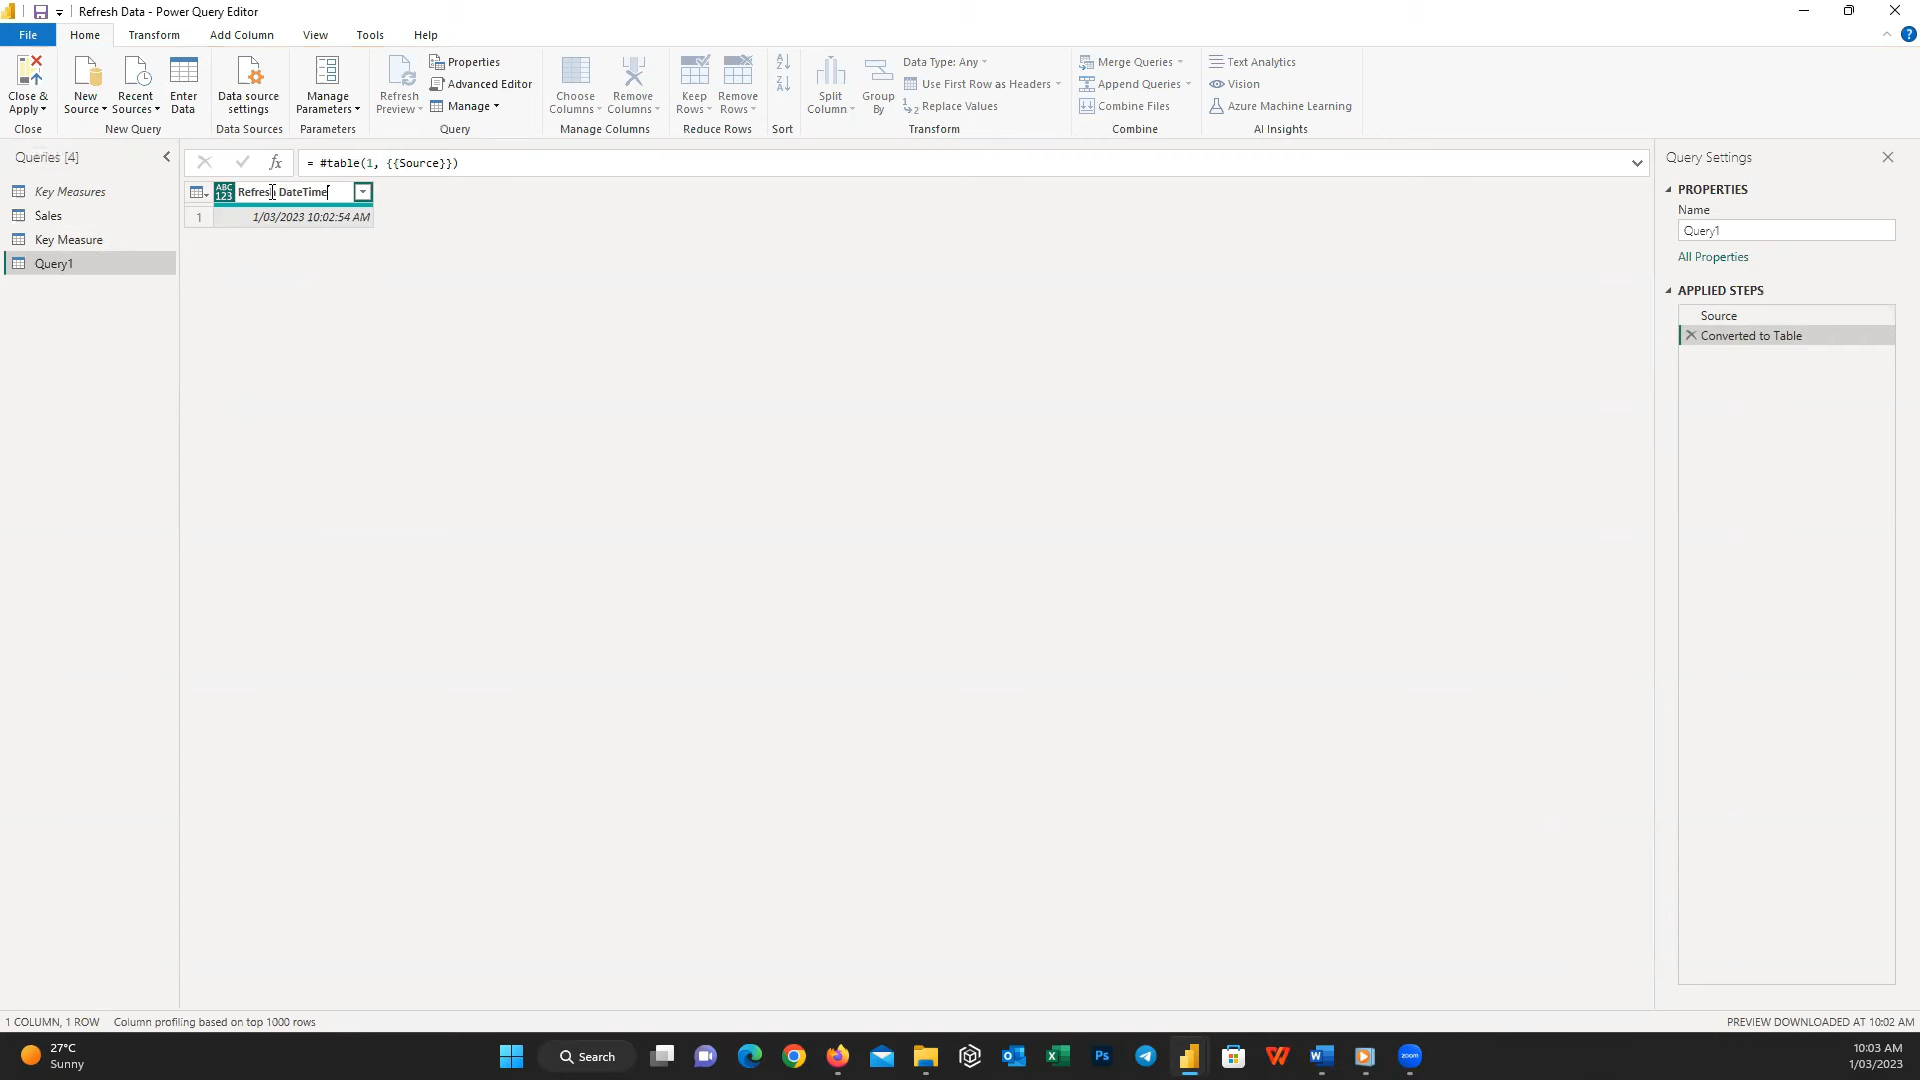 Refresh Data - Power Query Editor
File Home Transform Add Column View Tools Help
Close & Apply
Close
New Source
Recent Sources
Enter Data
New Query
Data source settings
Data Sources
Manage Parameters
Parameters
Refresh Preview
Properties
Advanced Editor
Manage
Query
Choose Columns
Remove Columns
Manage Columns
Keep Rows
Remove Rows
Reduce Rows
Sort
Split Column
Group By
Data Type: Any
Use First Row as Headers
Replace Values
Transform
Merge Queries
Append Queries
Combine Files
Combine
Text Analytics
Vision
Azure Machine Learning
AI Insights
Queries [4]
Key Measures
Sales
Key Measure
Query1
fx
= #table(1, {{Source}})
ABC 123 Refresh DateTime
1 1/03/2023 10:02:54 AM
Query Settings
PROPERTIES
Name
Query1
All Properties
APPLIED STEPS
Source
Converted to Table
1 COLUMN, 1 ROW Column profiling based on top 1000 rows
PREVIEW DOWNLOADED AT 10:02 AM
27°C
Sunny
Search
Ps
zoom
10:03 AM
1/03/2023